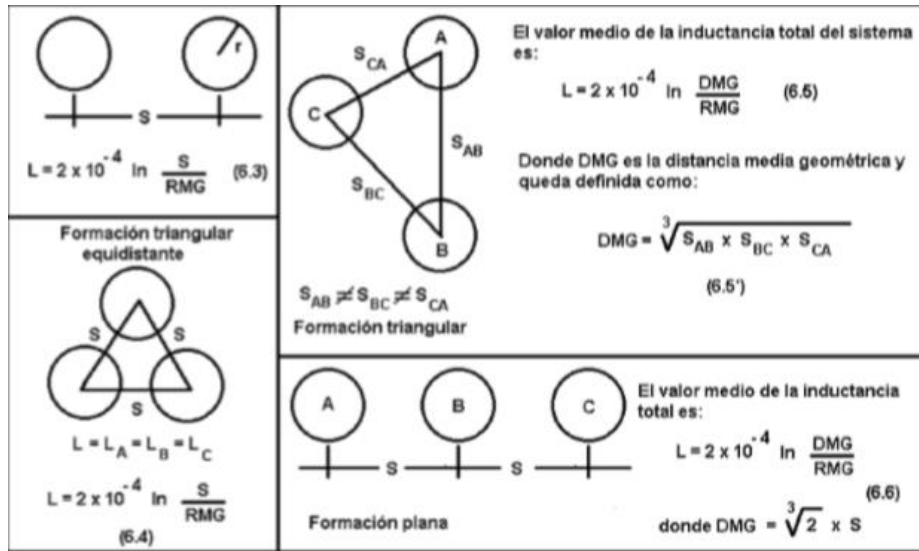 r
S
L = 2 x 10^-4 ln S/RMG (6.3)
Formación triangular
equidistante
S S
S
L = L_A = L_B = L_C
L = 2 x 10^-4 ln S/RMG
(6.4)
A
S_CA
C
S_AB
S_BC
B
S_AB ≠ S_BC ≠ S_CA
Formación triangular
El valor medio de la inductancia total del sistema
es:
L = 2 x 10^-4 ln DMG/RMG (6.5)
Donde DMG es la distancia media geométrica y
queda definida como:
DMG = ∛(S_AB x S_BC x S_CA)
(6.5')
A B C
S S
Formación plana
El valor medio de la inductancia
total es:
L = 2 x 10^-4 ln DMG/RMG
(6.6)
donde DMG = ∛2 x S